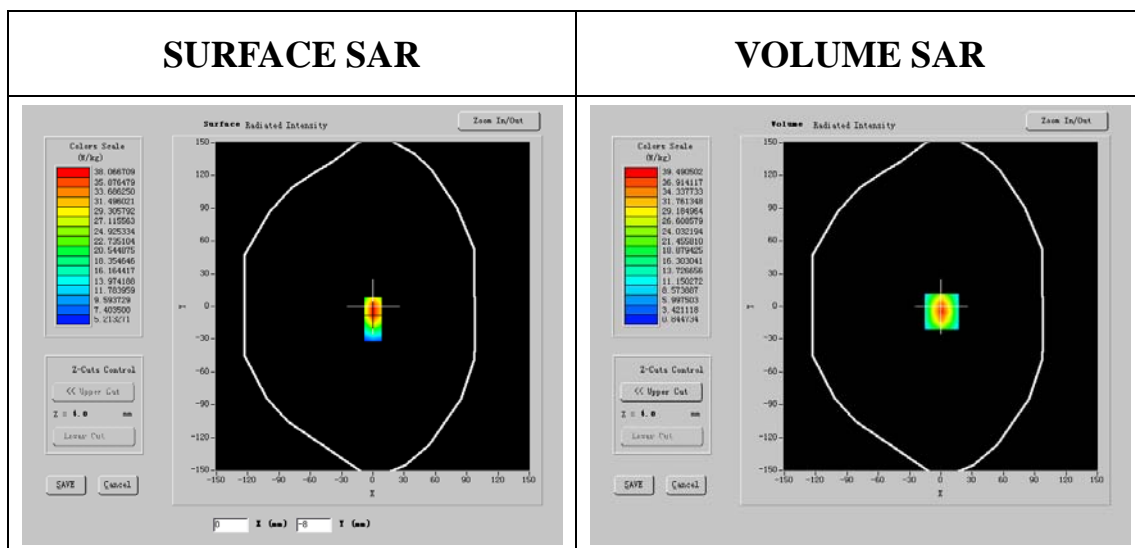 SURFACE SAR
VOLUME SAR
Surface Radiated Intensity
Zoom In/Out
Colors Scale
(W/kg)
38.066709
35.876479
33.686250
31.496021
29.305792
27.115563
24.925334
22.735104
20.544875
18.354646
16.164417
13.974188
11.783959
9.593729
7.403500
5.213271
150
120
90
60
30
0
-30
-60
-90
-120
-150
Y
-150 -120 -90 -60 -30 0 30 60 90 120 150
X
Z-Cuts Control
<< Upper Cut
Z = 4.0 mm
Lower Cut
SAVE Cancel
0 X (mm) -8 Y (mm)
Volume Radiated Intensity
Zoom In/Out
Colors Scale
(W/kg)
39.490502
36.914117
34.337733
31.761348
29.184964
26.608579
24.032194
21.455810
18.879425
16.303041
13.726656
11.150272
8.573887
5.997503
3.421118
0.844734
150
120
90
60
30
0
-30
-60
-90
-120
-150
Y
-150 -120 -90 -60 -30 0 30 60 90 120 150
X
Z-Cuts Control
<< Upper Cut
Z = 4.0 mm
Lower Cut
SAVE Cancel